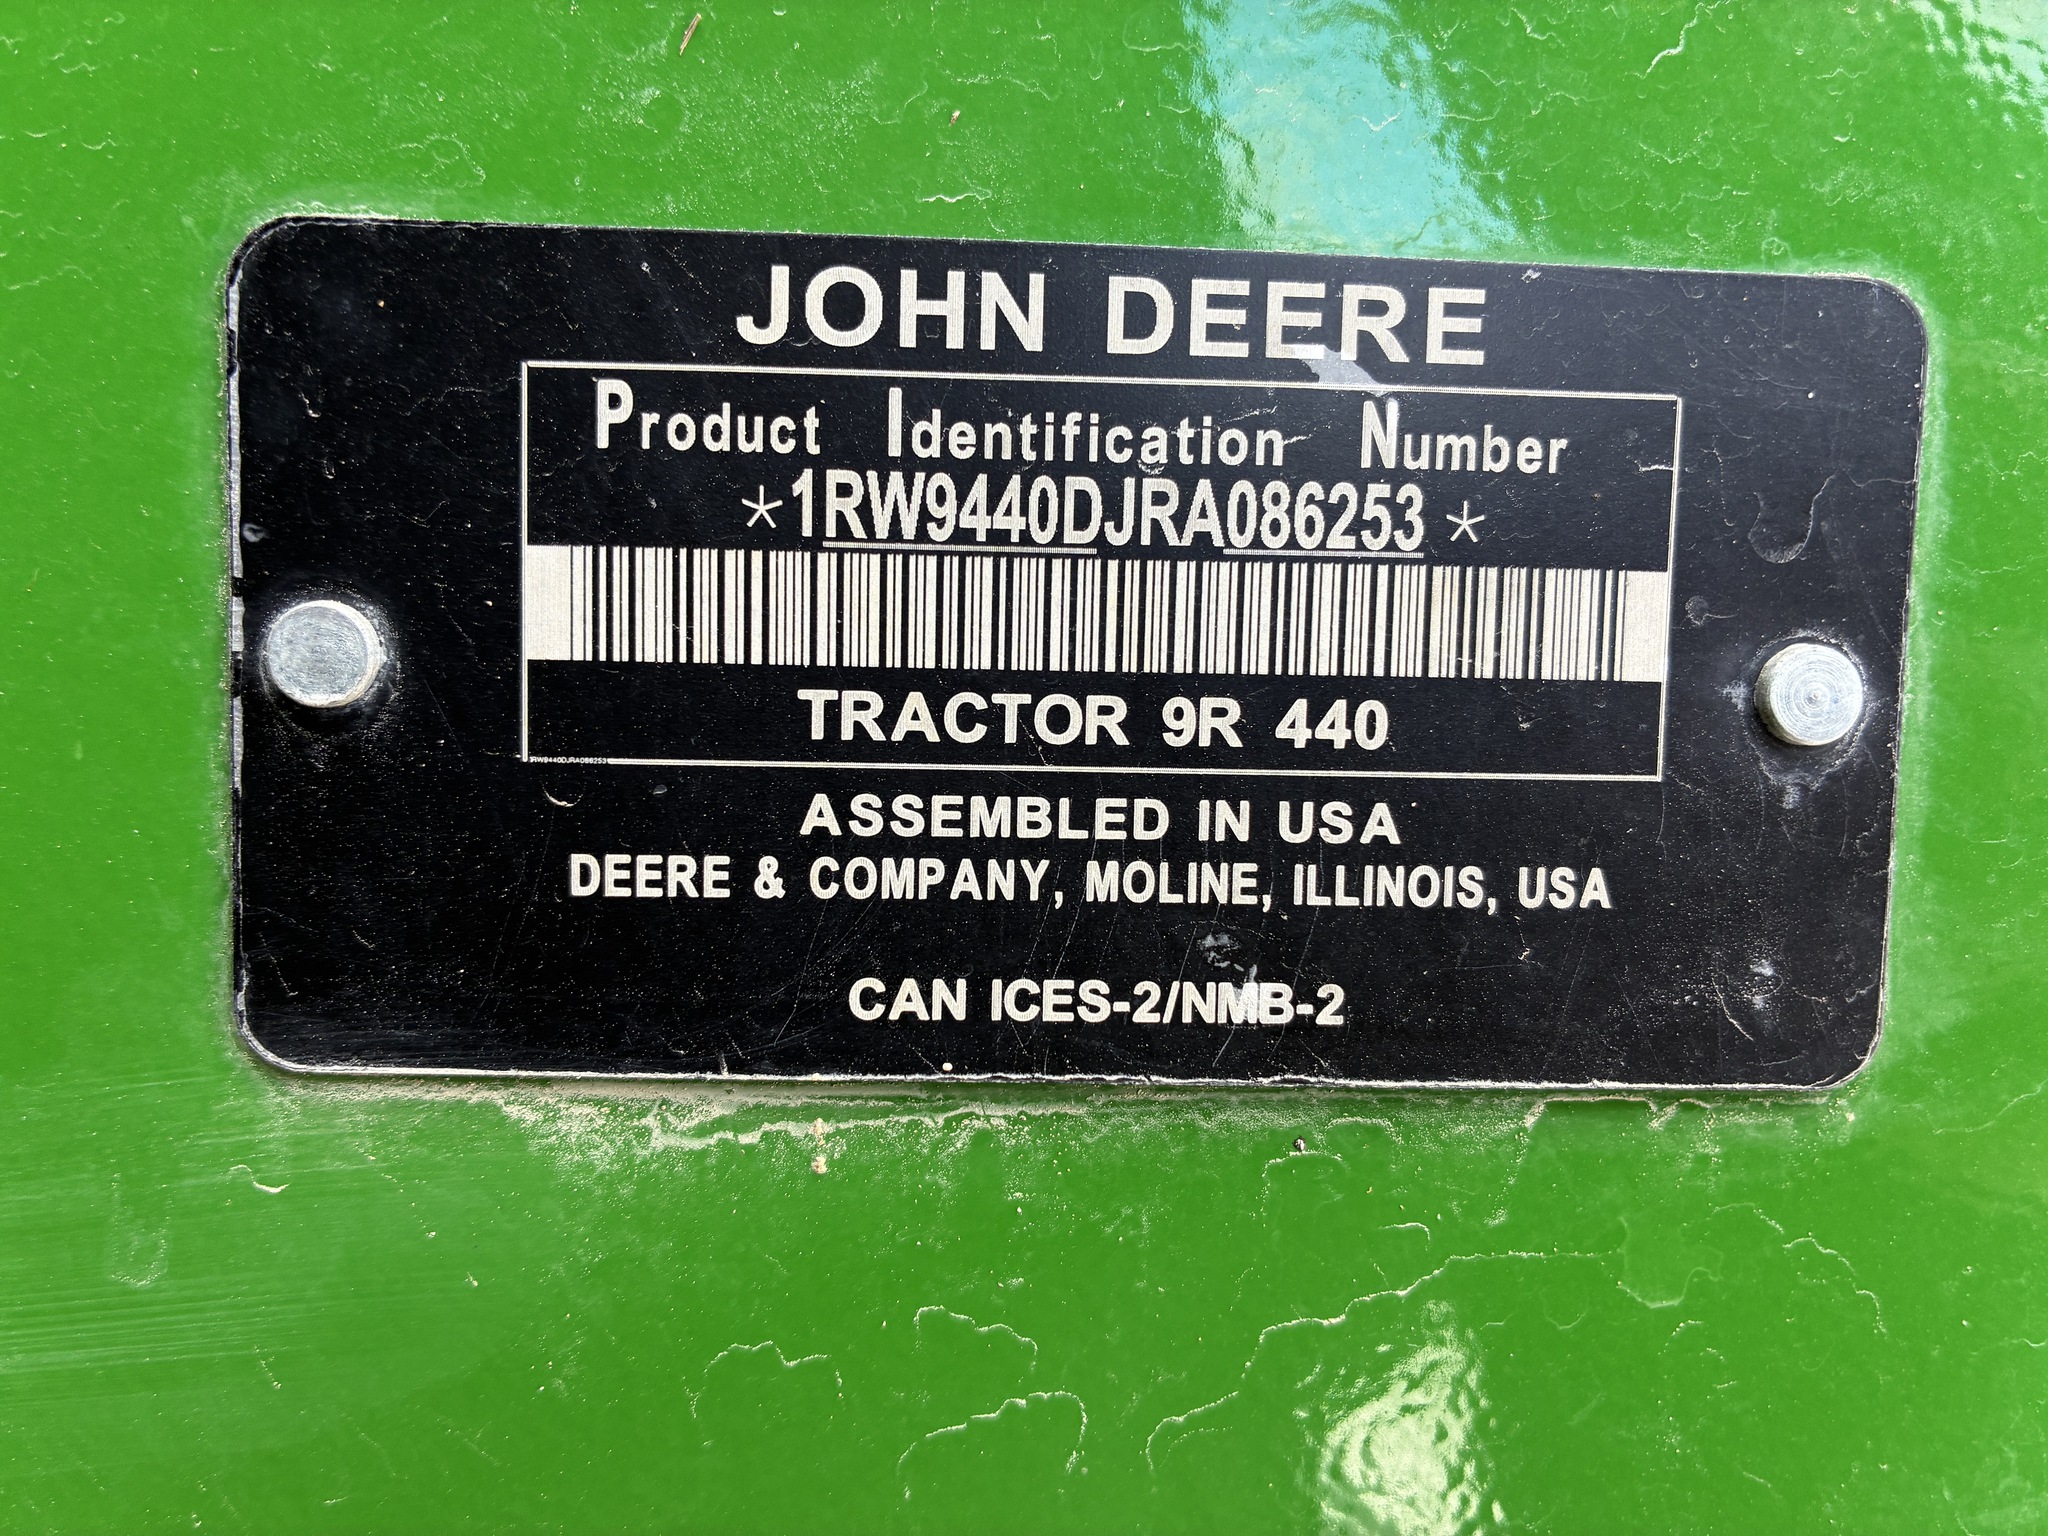 JOHN DEERE
Product Identification Number
*1RW9440DJRA086253*
TRACTOR 9R 440
1RW9440DJRA086253
ASSEMBLED IN USA
DEERE & COMPANY, MOLINE, ILLINOIS, USA
CAN ICES-2/NMB-2